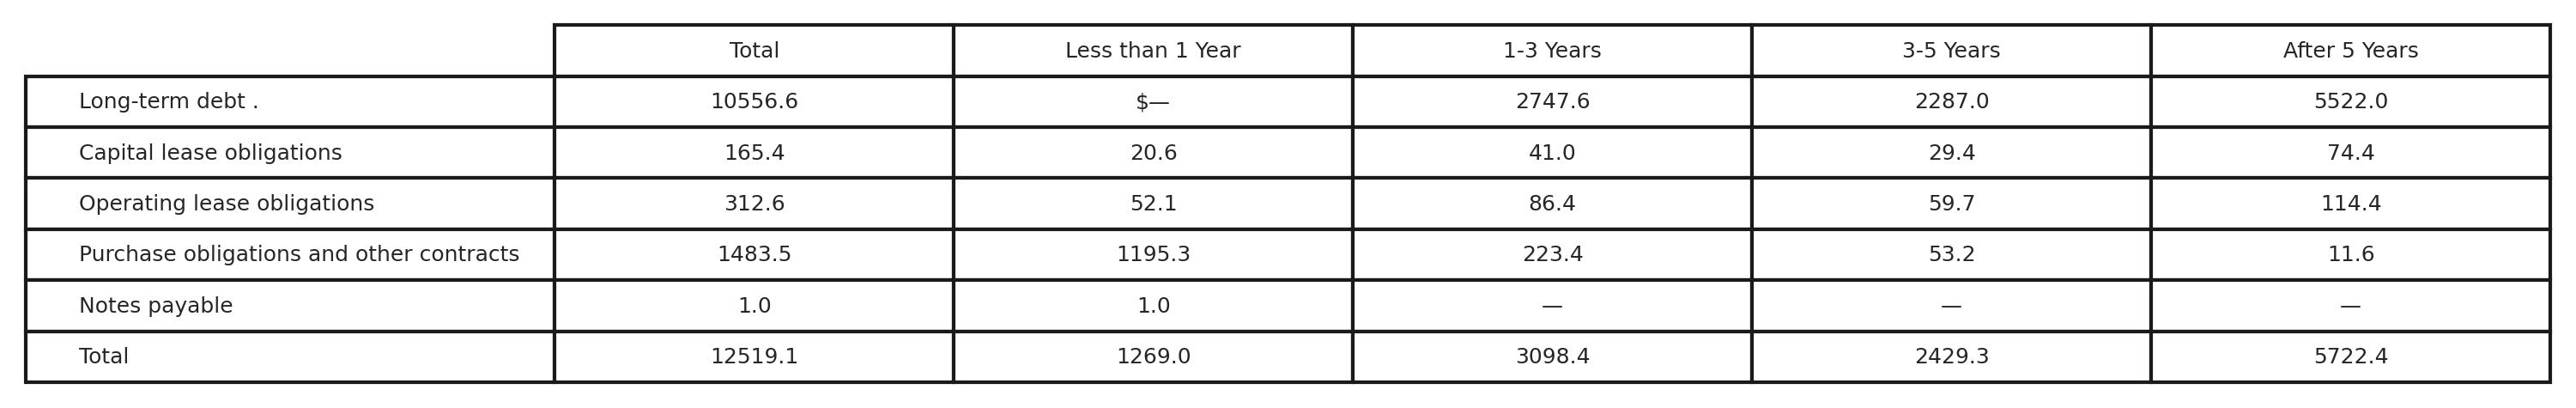 Total Less than 1 Year 1-3 Years 3-5 Years After 5 Years
Long-term debt . 10556.6 $— 2747.6 2287.0 5522.0
Capital lease obligations 165.4 20.6 41.0 29.4 74.4
Operating lease obligations 312.6 52.1 86.4 59.7 114.4
Purchase obligations and other contracts 1483.5 1195.3 223.4 53.2 11.6
Notes payable 1.0 1.0 — — —
Total 12519.1 1269.0 3098.4 2429.3 5722.4